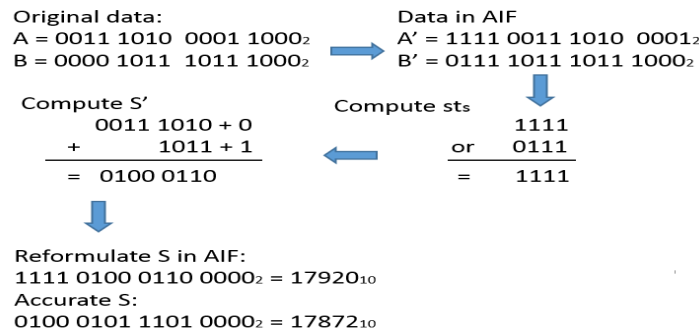 Original data:
A = 0011 1010 0001 1000₂
B = 0000 1011 1011 1000₂
Data in AIF
A’ = 1111 0011 1010 0001₂
B’ = 0111 1011 1011 1000₂
Compute S’
0011 1010 + 0
+ 1011 + 1
= 0100 0110
Compute stₛ
1111
or 0111
= 1111
Reformulate S in AIF:
1111 0100 0110 0000₂ = 17920₁₀
Accurate S:
0100 0101 1101 0000₂ = 17872₁₀